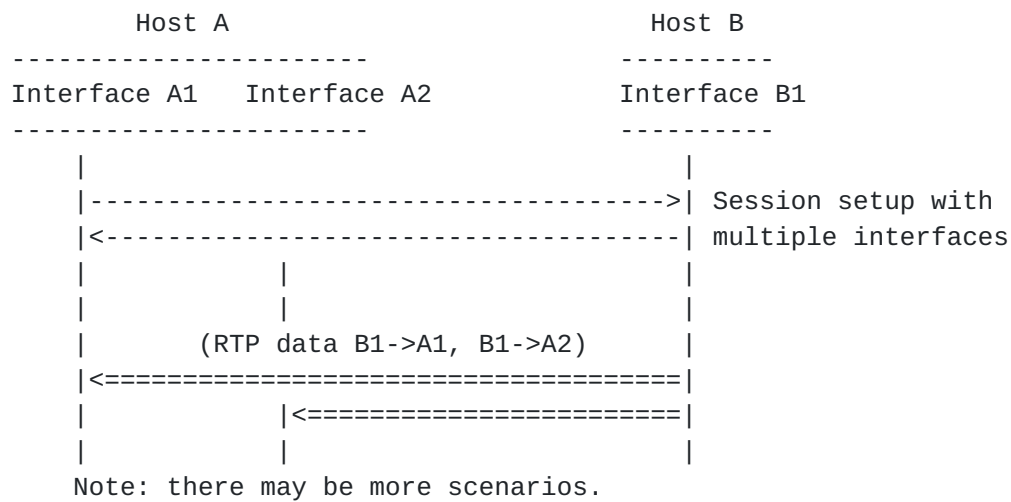 Host A                           Host B
-----------------------                ----------
Interface A1   Interface A2            Interface B1
-----------------------                ----------
    |                                      |
    |------------------------------------->| Session setup with
    |<-------------------------------------| multiple interfaces
    |            |                         |
    |            |                         |
    |       (RTP data B1->A1, B1->A2)      |
    |<=====================================|
    |            |<========================|
    |            |                         |
    Note: there may be more scenarios.